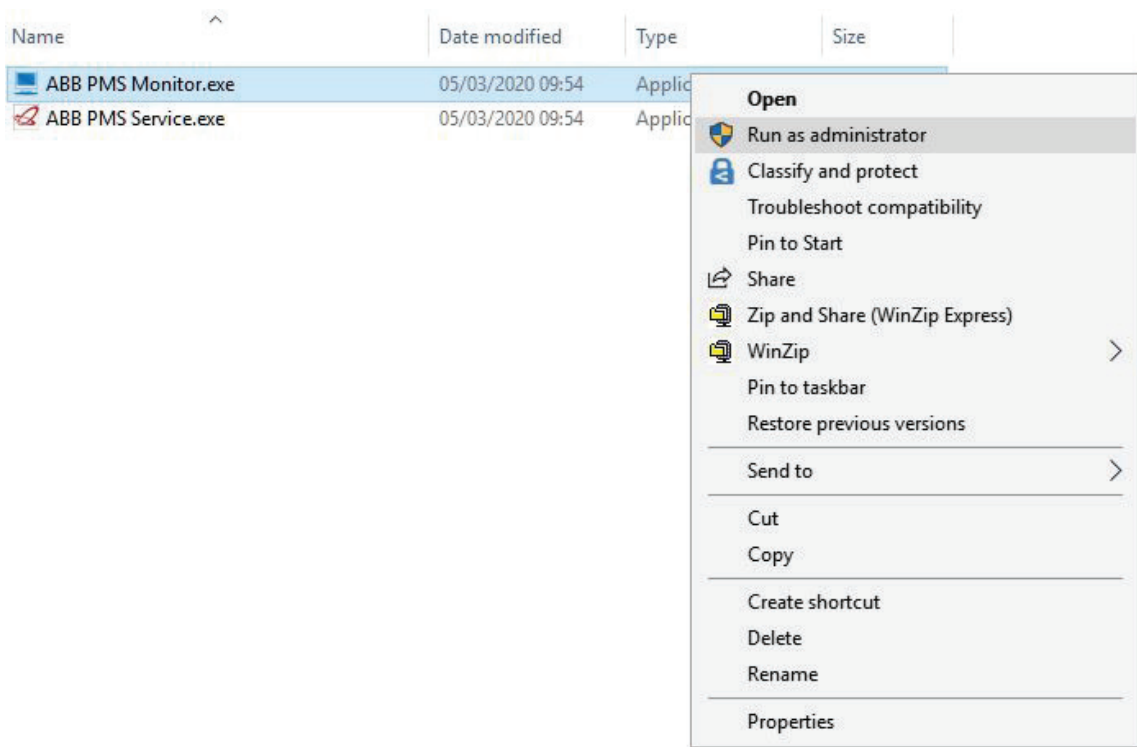 Name Date modified Type Size
ABB PMS Monitor.exe 05/03/2020 09:54 Applic
ABB PMS Service.exe 05/03/2020 09:54 Applic
Open
Run as administrator
Classify and protect
Troubleshoot compatibility
Pin to Start
Share
Zip and Share (WinZip Express)
WinZip
Pin to taskbar
Restore previous versions
Send to
Cut
Copy
Create shortcut
Delete
Rename
Properties